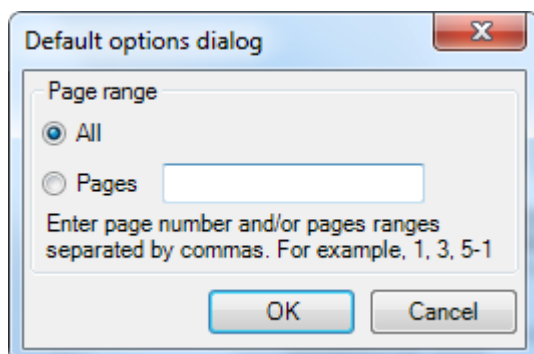 Default options dialog
Page range
All
Pages
Enter page number and/or pages ranges
separated by commas. For example, 1, 3, 5-1
OK
Cancel